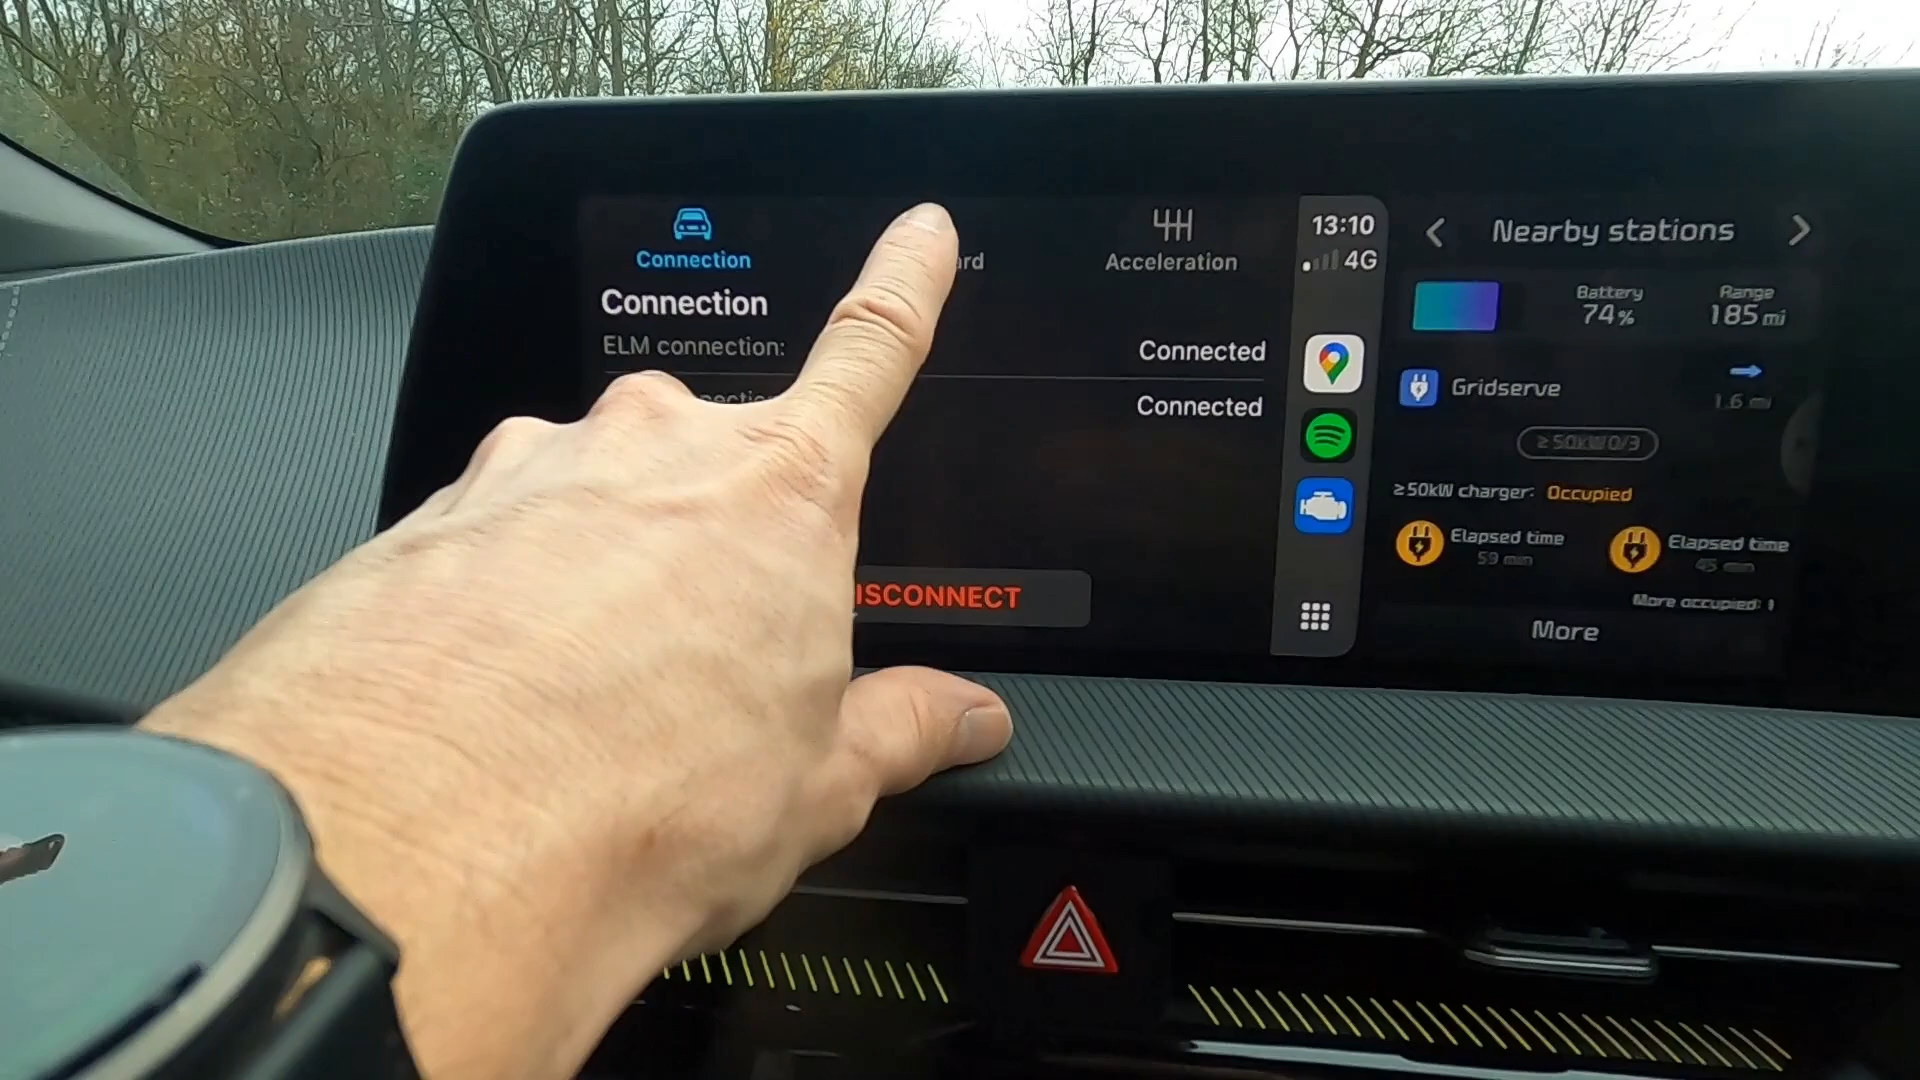 Connection
ard
Acceleration
Connection
ELM connection:
Connected
Connected
ISCONNECT
13:10
4G
Nearby stations
Battery
74%
Range
185 mi
Gridserve
1.6 mi
≥50kW 0/3
≥50kW charger: Occupied
Elapsed time
59 min
Elapsed time
45 min
More occupied: 1
More